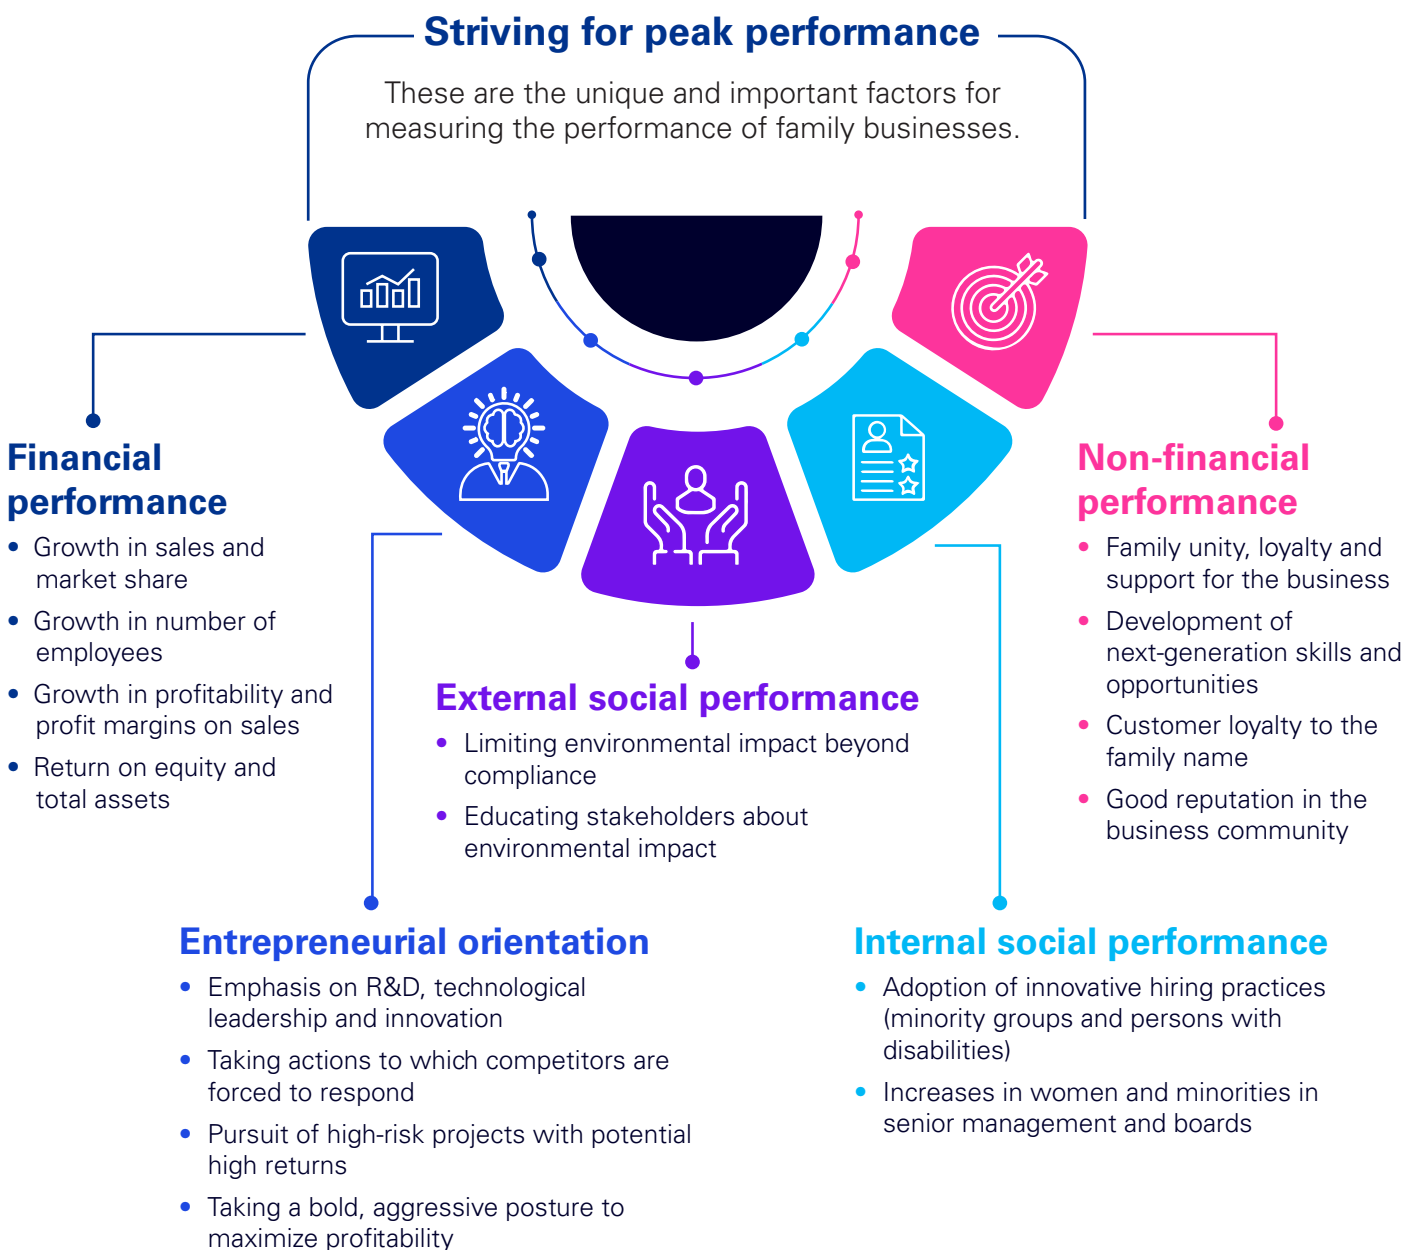 Striving for peak performance
These are the unique and important factors for
measuring the performance of family businesses.
Financial
performance
• Growth in sales and
market share
• Growth in number of
employees
• Growth in profitability and
profit margins on sales
• Return on equity and
total assets
Entrepreneurial orientation
• Emphasis on R&D, technological
leadership and innovation
• Taking actions to which competitors are
forced to respond
• Pursuit of high-risk projects with potential
high returns
• Taking a bold, aggressive posture to
maximize profitability
External social performance
• Limiting environmental impact beyond
compliance
• Educating stakeholders about
environmental impact
Internal social performance
• Adoption of innovative hiring practices
(minority groups and persons with
disabilities)
• Increases in women and minorities in
senior management and boards
Non-financial
performance
• Family unity, loyalty and
support for the business
• Development of
next-generation skills and
opportunities
• Customer loyalty to the
family name
• Good reputation in the
business community